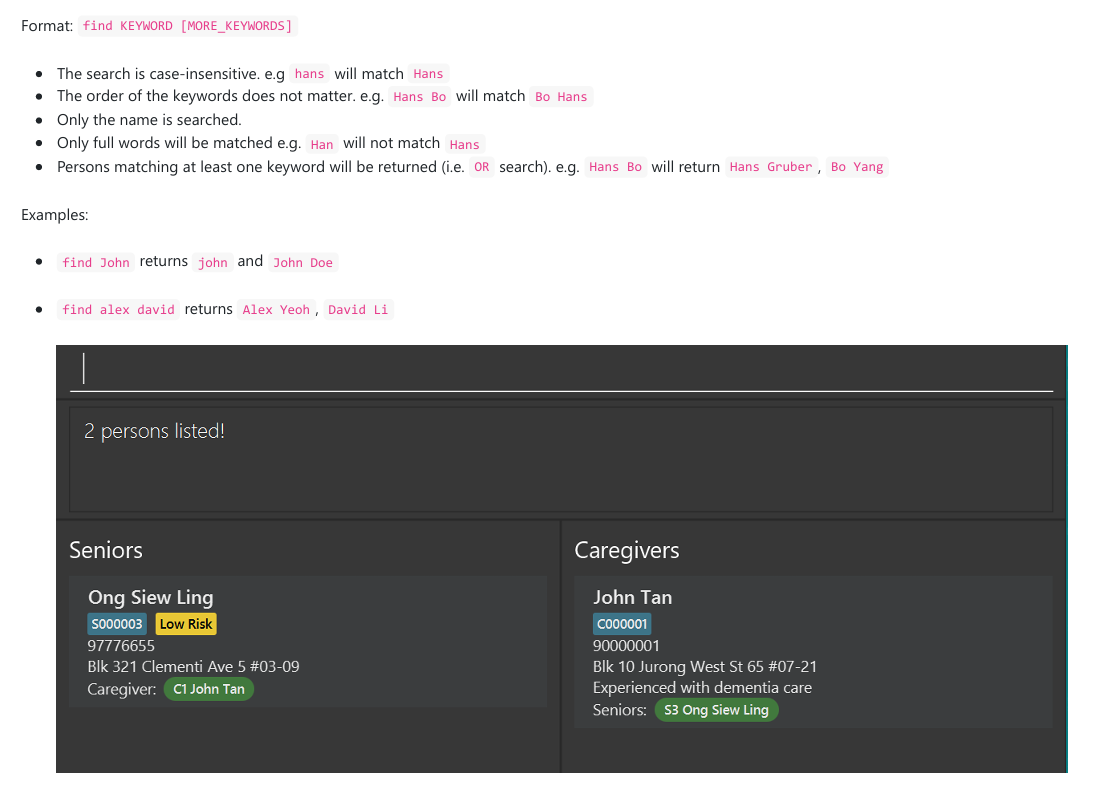 Format: find KEYWORD [MORE_KEYWORDS]
The search is case-insensitive. e.g hans will match Hans
The order of the keywords does not matter. e.g. Hans Bo will match Bo Hans
Only the name is searched.
Only full words will be matched e.g. Han will not match Hans
Persons matching at least one keyword will be returned (i.e. OR search). e.g. Hans Bo will return Hans Gruber, Bo Yang
Examples:
find John returns john and John Doe
find alex david returns Alex Yeoh, David Li
2 persons listed!
Seniors
Ong Siew Ling
S000003 Low Risk
97776655
Blk 321 Clementi Ave 5 #03-09
Caregiver: C1 John Tan
Caregivers
John Tan
C000001
90000001
Blk 10 Jurong West St 65 #07-21
Experienced with dementia care
Seniors: S3 Ong Siew Ling